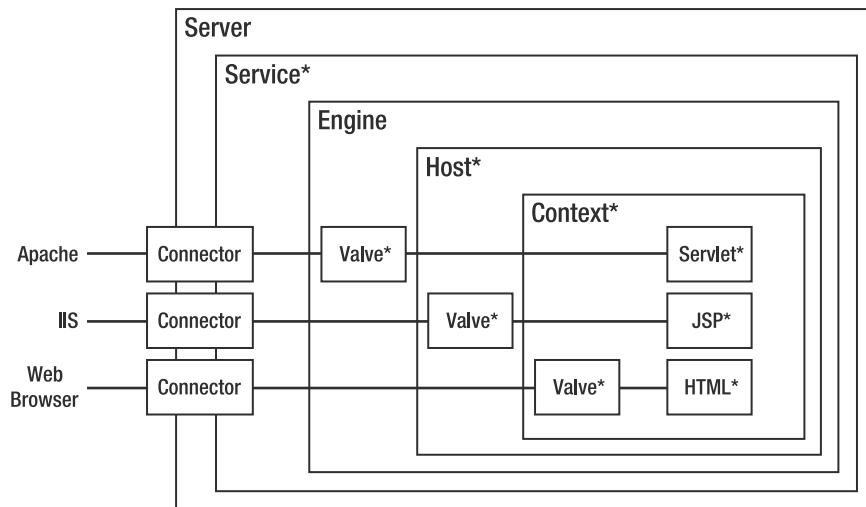 Server
Service*
Engine
Host*
Context*
Apache
Connector
Valve*
Servlet*
IIS
Connector
Valve*
JSP*
Web
Browser
Connector
Valve*
HTML*